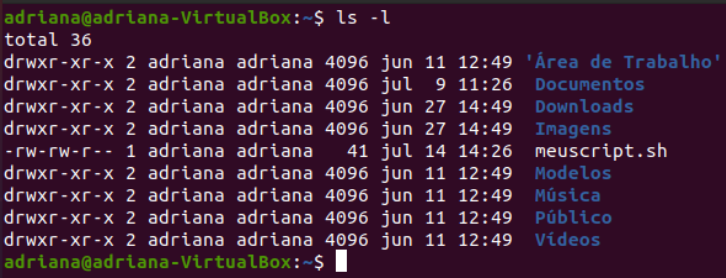 adriana@adriana-VirtualBox:~$ ls -l
total 36
drwxr-xr-x 2 adriana adriana 4096 jun 11 12:49 'Área de Trabalho'
drwxr-xr-x 2 adriana adriana 4096 jul  9 11:26  Documentos
drwxr-xr-x 2 adriana adriana 4096 jun 27 14:49  Downloads
drwxr-xr-x 2 adriana adriana 4096 jun 27 14:49  Imagens
-rw-rw-r-- 1 adriana adriana   41 jul 14 14:26  meuscript.sh
drwxr-xr-x 2 adriana adriana 4096 jun 11 12:49  Modelos
drwxr-xr-x 2 adriana adriana 4096 jun 11 12:49  Música
drwxr-xr-x 2 adriana adriana 4096 jun 11 12:49  Público
drwxr-xr-x 2 adriana adriana 4096 jun 11 12:49  Vídeos
adriana@adriana-VirtualBox:~$